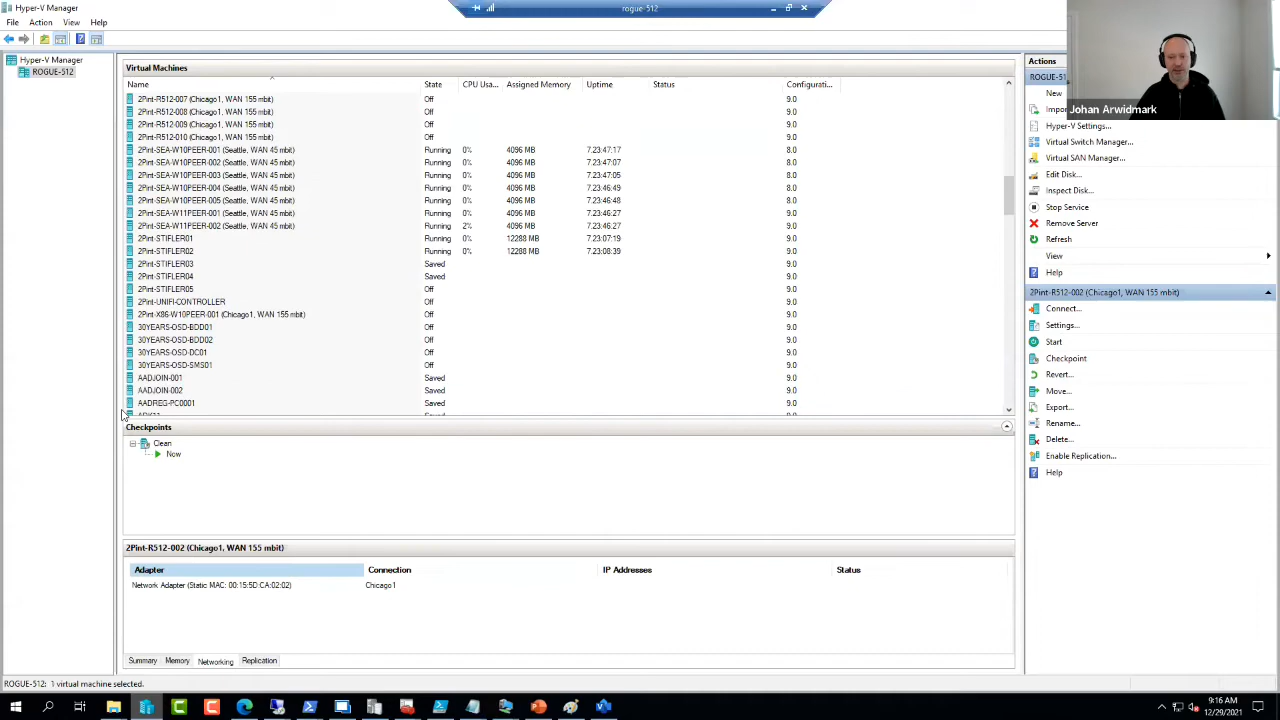 Hyper-V Manager
rogue-512
File Action View Help
Hyper-V Manager
ROGUE-512
Virtual Machines
Name State CPU Usa... Assigned Memory Uptime Status Configurati...
2Pint-R512-007 (Chicago1, WAN 155 mbit) Off 9.0
2Pint-R512-008 (Chicago1, WAN 155 mbit) Off 9.0
2Pint-R512-009 (Chicago1, WAN 155 mbit) Off 9.0
2Pint-R512-010 (Chicago1, WAN 155 mbit) Off 9.0
2Pint-SEA-W10PEER-001 (Seattle, WAN 45 mbit) Running 0% 4096 MB 7.23:47:17 8.0
2Pint-SEA-W10PEER-002 (Seattle, WAN 45 mbit) Running 0% 4096 MB 7.23:47:07 8.0
2Pint-SEA-W10PEER-003 (Seattle, WAN 45 mbit) Running 0% 4096 MB 7.23:47:05 8.0
2Pint-SEA-W10PEER-004 (Seattle, WAN 45 mbit) Running 0% 4096 MB 7.23:46:49 8.0
2Pint-SEA-W10PEER-005 (Seattle, WAN 45 mbit) Running 0% 4096 MB 7.23:46:48 8.0
2Pint-SEA-W11PEER-001 (Seattle, WAN 45 mbit) Running 0% 4096 MB 7.23:46:27 8.0
2Pint-SEA-W11PEER-002 (Seattle, WAN 45 mbit) Running 2% 4096 MB 7.23:46:27 8.0
2Pint-STIFLER01 Running 0% 12288 MB 7.23:07:19 9.0
2Pint-STIFLER02 Running 0% 12288 MB 7.23:08:39 9.0
2Pint-STIFLER03 Saved 9.0
2Pint-STIFLER04 Saved 9.0
2Pint-STIFLER05 Off 9.0
2Pint-UNIFI-CONTROLLER Off 9.0
2Pint-X86-W10PEER-001 (Chicago1, WAN 155 mbit) Off 9.0
30YEARS-OSD-BDD01 Off 9.0
30YEARS-OSD-BDD02 Off 9.0
30YEARS-OSD-DC01 Off 9.0
30YEARS-OSD-SMS01 Off 9.0
AADJOIN-001 Saved 9.0
AADJOIN-002 Saved 9.0
AADREG-PC0001 Saved 9.0
Checkpoints
Clean
Now
2Pint-R512-002 (Chicago1, WAN 155 mbit)
Adapter Connection IP Addresses Status
Network Adapter (Static MAC: 00:15:5D:CA:02:02) Chicago1
Summary Memory Networking Replication
ROGUE-512: 1 virtual machine selected.
Actions
ROGUE-51
New
Impor
Johan Arwidmark
Hyper-V Settings...
Virtual Switch Manager...
Virtual SAN Manager...
Edit Disk...
Inspect Disk...
Stop Service
Remove Server
Refresh
View
Help
2Pint-R512-002 (Chicago1, WAN 155 mbit)
Connect...
Settings...
Start
Checkpoint
Revert...
Move...
Export...
Rename...
Delete...
Enable Replication...
Help
9:16 AM
12/29/2021